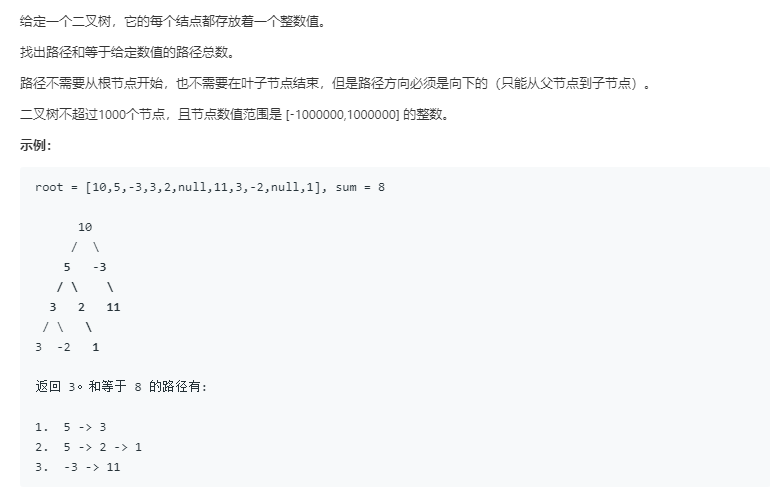 给定一个二叉树，它的每个结点都存放着一个整数值。
找出路径和等于给定数值的路径总数。
路径不需要从根节点开始，也不需要在叶子节点结束，但是路径方向必须是向下的（只能从父节点到子节点）。
二叉树不超过1000个节点，且节点数值范围是 [-1000000,1000000] 的整数。
示例：
root = [10,5,-3,3,2,null,11,3,-2,null,1], sum = 8
10
/ \
5 -3
/ \ \
3 2 11
/ \ \
3 -2 1
返回 3。和等于 8 的路径有:
1. 5 -> 3
2. 5 -> 2 -> 1
3. -3 -> 11